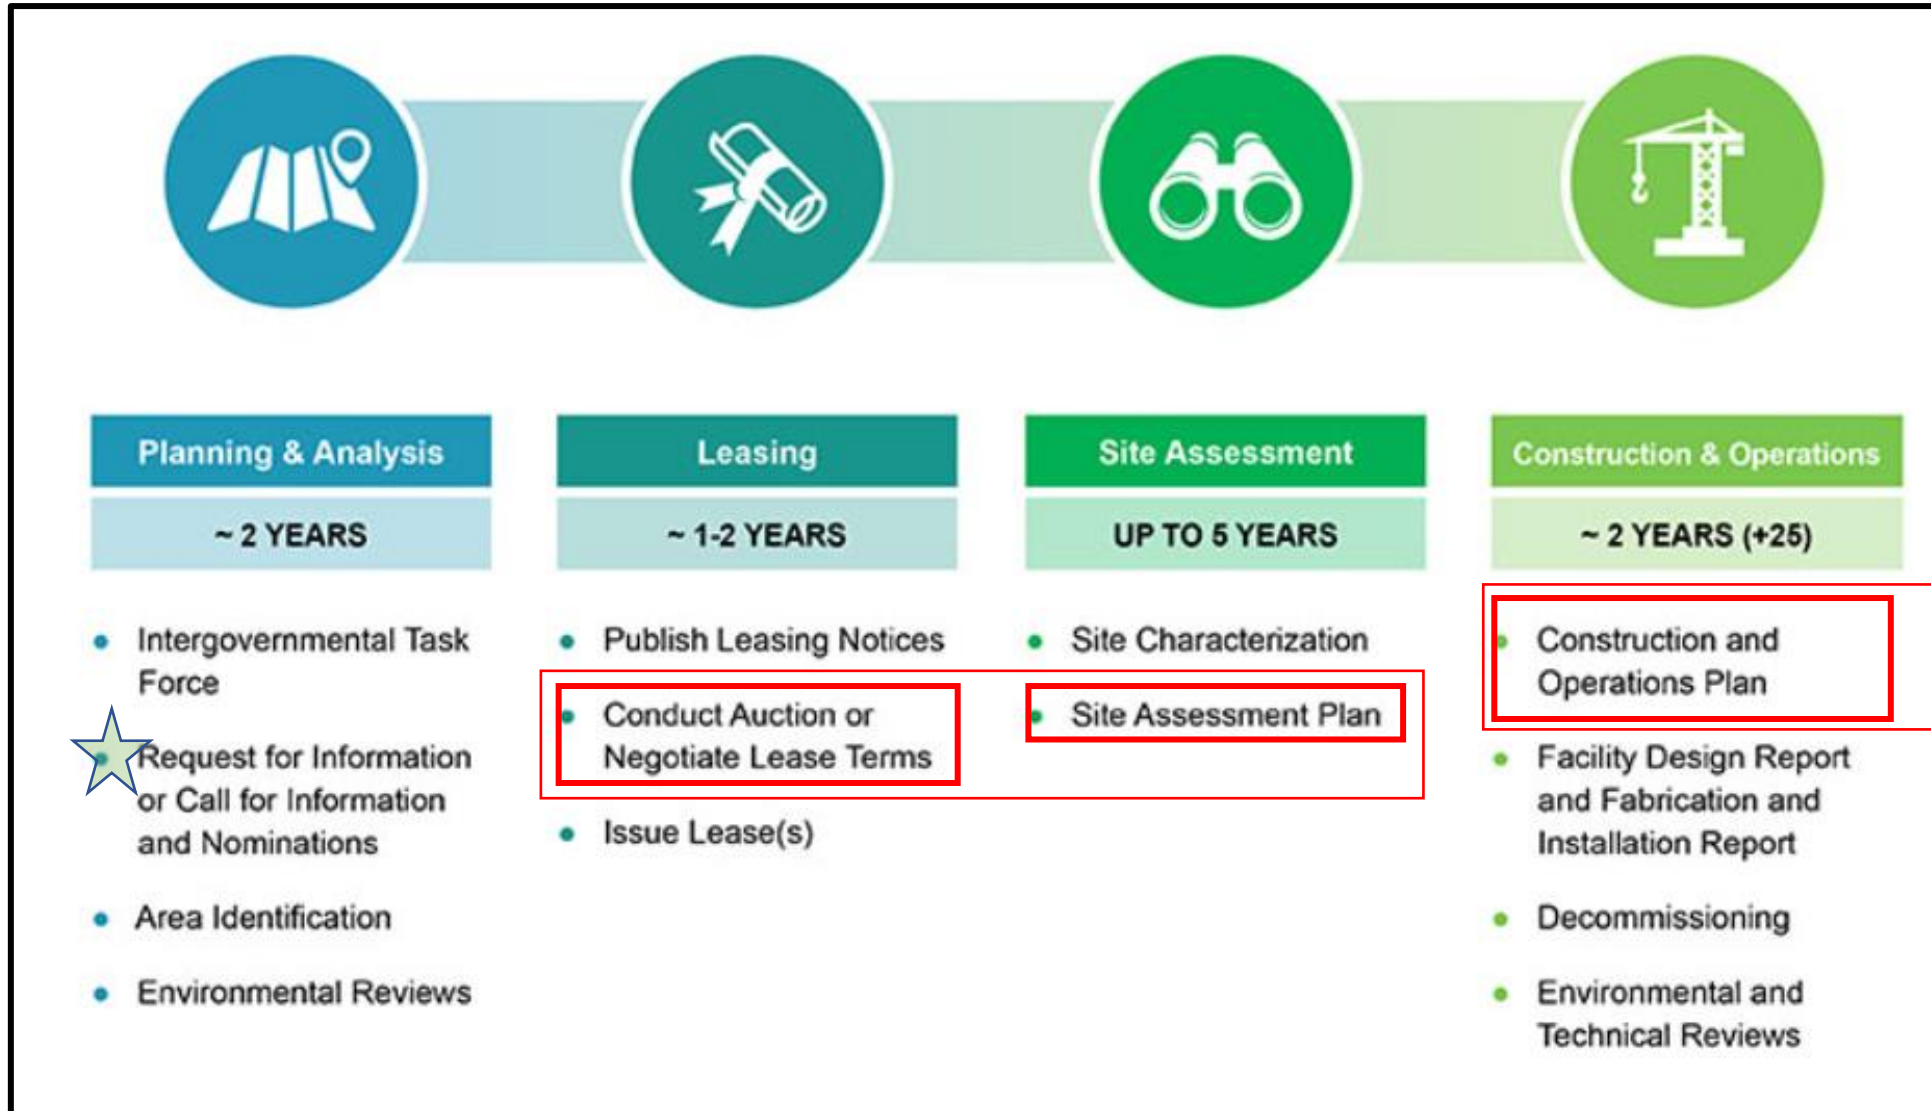 Planning & Analysis
~ 2 YEARS
• Intergovernmental Task
Force
• Request for Information
or Call for Information
and Nominations
• Area Identification
• Environmental Reviews
Leasing
~ 1-2 YEARS
• Publish Leasing Notices
• Conduct Auction or
Negotiate Lease Terms
• Issue Lease(s)
Site Assessment
UP TO 5 YEARS
• Site Characterization
• Site Assessment Plan
Construction & Operations
~ 2 YEARS (+25)
• Construction and
Operations Plan
• Facility Design Report
and Fabrication and
Installation Report
• Decommissioning
• Environmental and
Technical Reviews